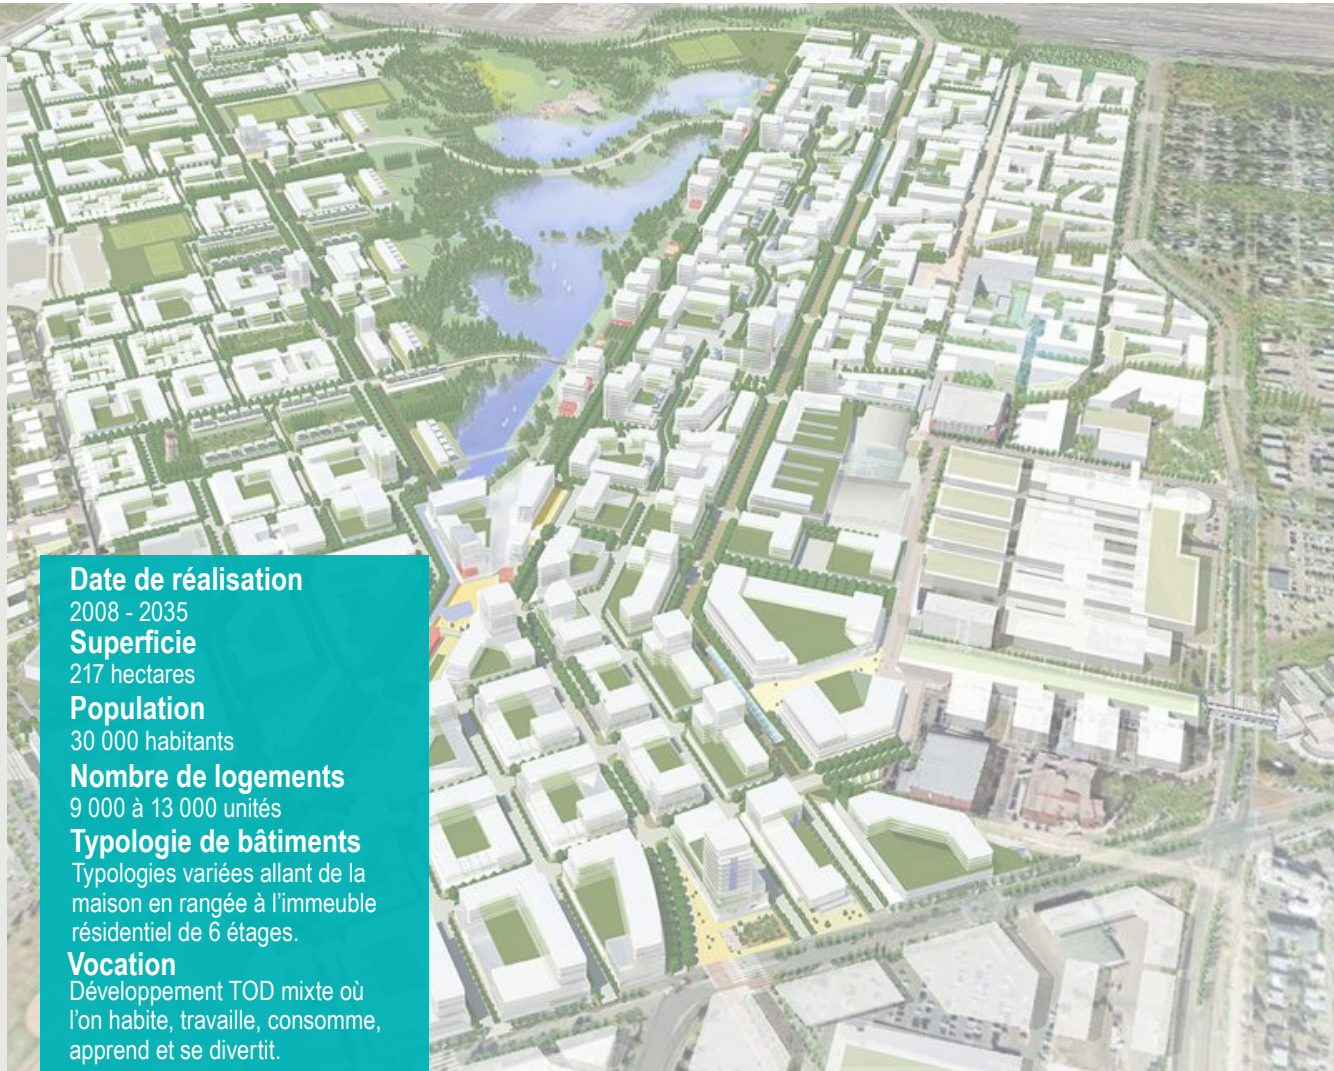 Date de réalisation
2008 - 2035
Superficie
217 hectares
Population
30 000 habitants
Nombre de logements
9 000 à 13 000 unités
Typologie de bâtiments
Typologies variées allant de la
maison en rangée à l’immeuble
résidentiel de 6 étages.
Vocation
Développement TOD mixte où
l’on habite, travaille, consomme,
apprend et se divertit.